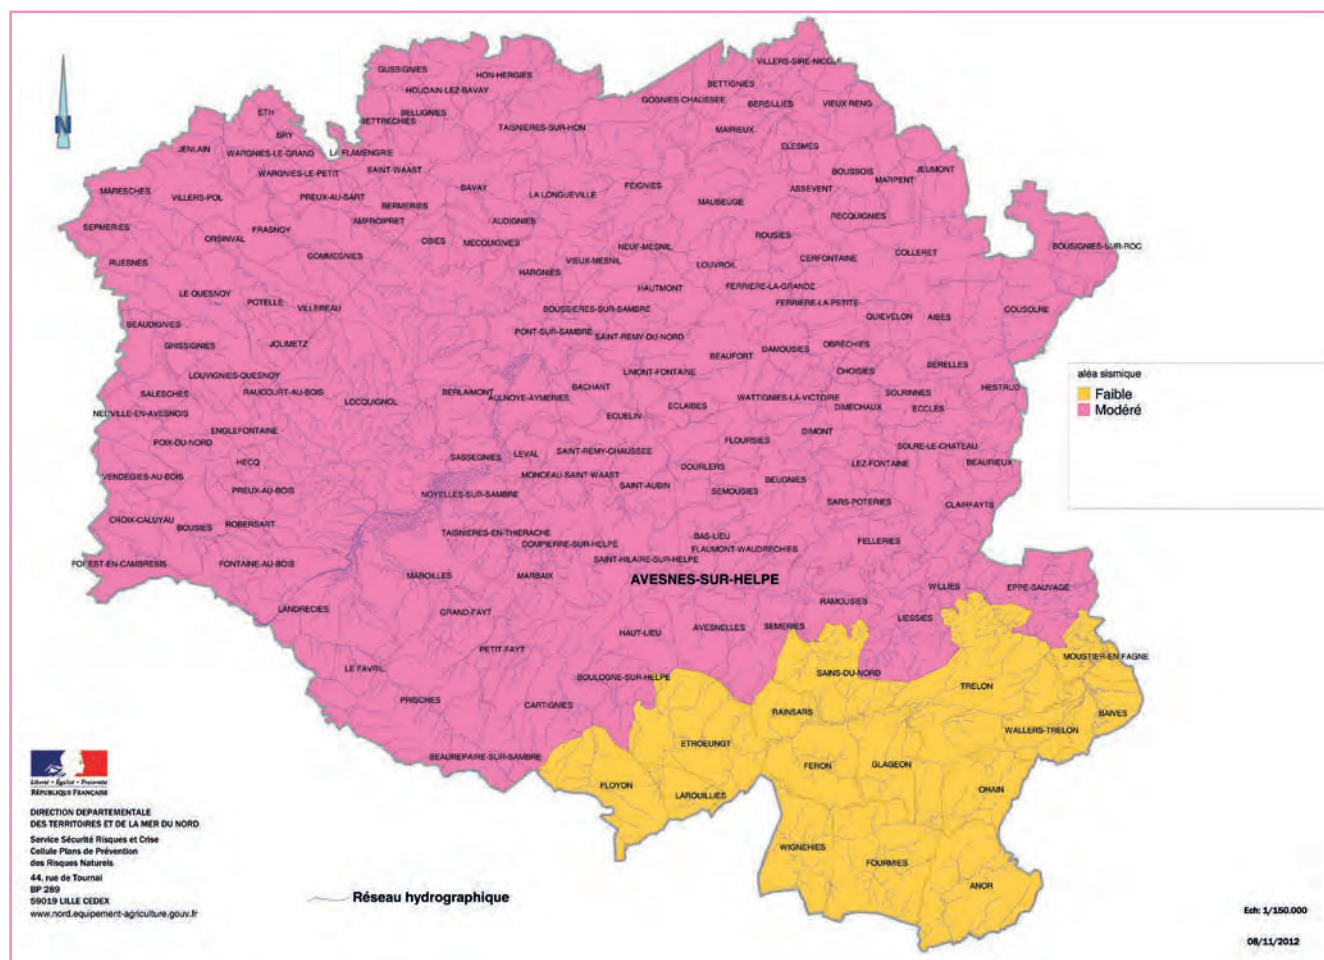 VILLERS-SIRE-NICOLE
GUSSIGNIES
HON-HERGIES
BETTIGNIES
HOUDAIN-LEZ-BAVAY
GOGNIES-CHAUSSEE
BERSILLIES
VIEUX-RENG
ETH
BELLIGNIES
BETTRECHIES
TAISNIERES-SUR-HON
MAIRIEUX
BRY
JENLAIN
WARGNIES-LE-GRAND
LA FLAMENGRIE
ELESMES
WARGNIES-LE-PETIT
SAINT-WAAST
BOUSSOIS
JEUMONT
MARPENT
MARESCHES
VILLERS-POL
PREUX-AU-SART
BAVAY
LA LONGUEVILLE
FEIGNIES
ASSEVENT
BERMERIES
MAUBEUGE
RECQUIGNIES
SEPMERIES
FRASNOY
AMFROIPRET
AUDIGNIES
ORSINVAL
OBIES
MECQUIGNIES
NEUF-MESNIL
ROUSIES
BOUSIGNIES-SUR-ROC
RUESNES
GOMMEGNIES
HARGNIES
VIEUX-MESNIL
LOUVROIL
CERFONTAINE
COLLERET
LE QUESNOY
POTELLE
VILLEREAU
HAUTMONT
FERRIERE-LA-GRANDE
BOUSSIERES-SUR-SAMBRE
FERRIERE-LA-PETITE
QUIEVELON
AIBES
COUSOLRE
BEAUDIGNIES
PONT-SUR-SAMBRE
SAINT-REMY-DU-NORD
GHISSIGNIES
JOLIMETZ
BEAUFORT
DAMOUSIES
OBRECHIES
BERELLES
LOUVIGNIES-QUESNOY
LIMONT-FONTAINE
CHOISIES
HESTRUD
SALESCHES
RAUCOURT-AU-BOIS
LOCQUIGNOL
BERLAIMONT
AULNOYE-AYMERIES
BACHANT
WATTIGNIES-LA-VICTOIRE
SOLRINNES
NEUVILLE-EN-AVESNOIS
ECUELIN
ECLAIBES
DIMECHAUX
ECCLES
ENGLEFONTAINE
DIMONT
POIX-DU-NORD
FLOURSIES
SOLRE-LE-CHATEAU
HECQ
SASSEGNIES
LEVAL
SAINT-REMY-CHAUSSEE
DOURLERS
LEZ-FONTAINE
BEAURIEUX
VENDEGIES-AU-BOIS
MONCEAU-SAINT-WAAST
SAINT-AUBIN
BEUGNIES
PREUX-AU-BOIS
NOYELLES-SUR-SAMBRE
SEMOUSIES
SARS-POTERIES
CLAIRFAYTS
CROIX-CALUYAU
BOUSIES
ROBERSART
TAISNIERES-EN-THIERACHE
BAS-LIEU
DOMPIERRE-SUR-HELPE
FLAUMONT-WAUDRECHIES
FELLERIES
FOREST-EN-CAMBRESIS
FONTAINE-AU-BOIS
SAINT-HILAIRE-SUR-HELPE
MAROILLES
MARBAIX
AVESNES-SUR-HELPE
WILLIES
EPPE-SAUVAGE
LANDRECIES
GRAND-FAYT
RAMOUSIES
LIESSIES
HAUT-LIEU
AVESNELLES
SEMERIES
PETIT-FAYT
MOUSTIER-EN-FAGNE
LE FAVRIL
BOULOGNE-SUR-HELPE
SAINS-DU-NORD
TRELON
PRISCHES
CARTIGNIES
RAINSARS
BAIVES
WALLERS-TRELON
ETROEUNGT
BEAUREPAIRE-SUR-SAMBRE
FERON
GLAGEON
FLOYON
LAROUILLIES
OHAIN
WIGNEHIES
FOURMIES
ANOR
N
aléa sismique
Faible
Modéré
Liberté • Égalité • Fraternité
RÉPUBLIQUE FRANÇAISE
DIRECTION DEPARTEMENTALE
DES TERRITOIRES ET DE LA MER DU NORD
Service Sécurité Risques et Crise
Cellule Plans de Prévention
des Risques Naturels
44, rue de Tournai
BP 289
59019 LILLE CEDEX
www.nord.equipement-agriculture.gouv.fr
Réseau hydrographique
Ech: 1/150.000
08/11/2012